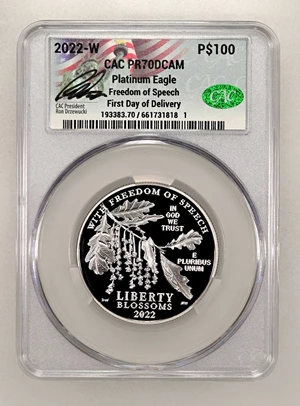 2022-W P$100
CAC PR70DCAM
Platinum Eagle
Freedom of Speech
First Day of Delivery
CAC President
Ron Drzewucki
193383.70 / 661731818 1
CAC
WITH FREEDOM OF SPEECH
IN
GOD
WE
TRUST
E
PLURIBUS
UNUM
LIBERTY
BLOSSOMS
2022